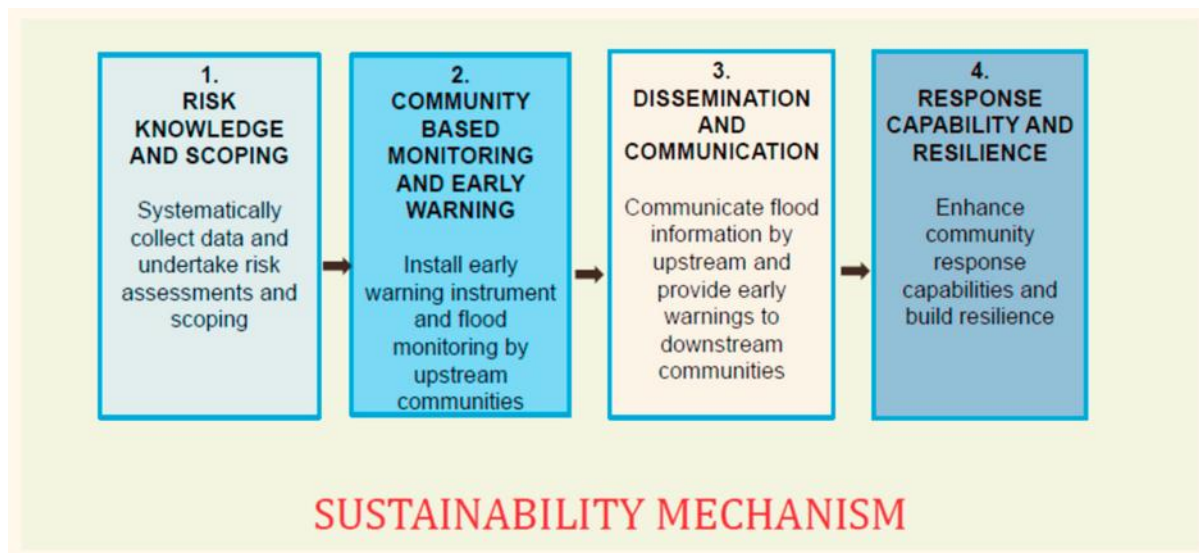 1.
RISK
KNOWLEDGE
AND SCOPING
Systematically
collect data and
undertake risk
assessments and
scoping
2.
COMMUNITY
BASED
MONITORING
AND EARLY
WARNING
Install early
warning instrument
and flood
monitoring by
upstream
communities
3.
DISSEMINATION
AND
COMMUNICATION
Communicate flood
information by
upstream and
provide early
warnings to
downstream
communities
4.
RESPONSE
CAPABILITY AND
RESILIENCE
Enhance
community
response
capabilities and
build resilience
SUSTAINABILITY MECHANISM